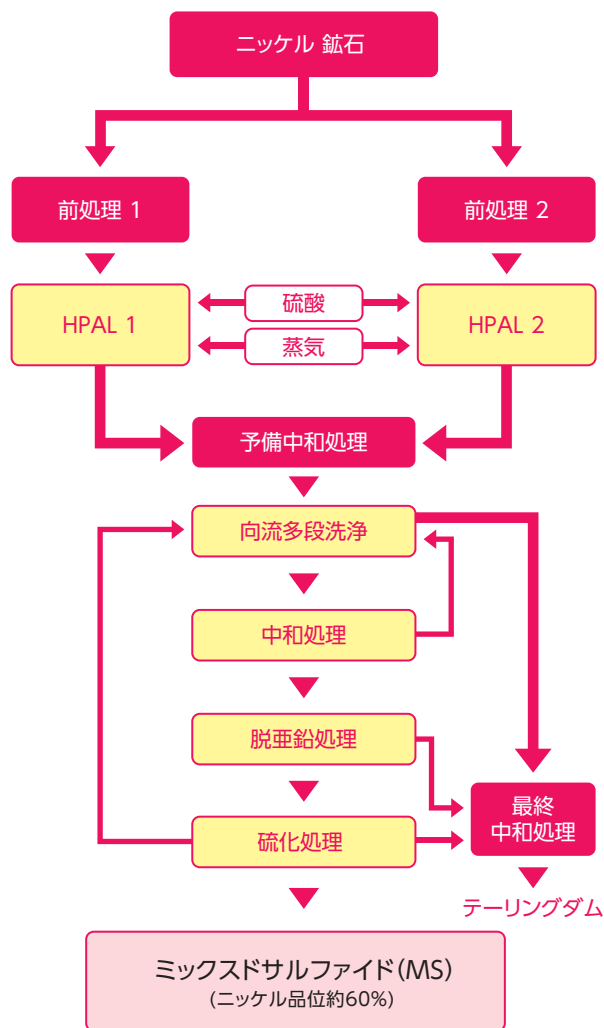 ニッケル 鉱石
前処理 1
前処理 2
HPAL 1
硫酸
蒸気
HPAL 2
予備中和処理
向流多段洗浄
中和処理
脱亜鉛処理
硫化処理
最終
中和処理
テーリングダム
ミックスドサルファイド(MS)
(ニッケル品位約60%)